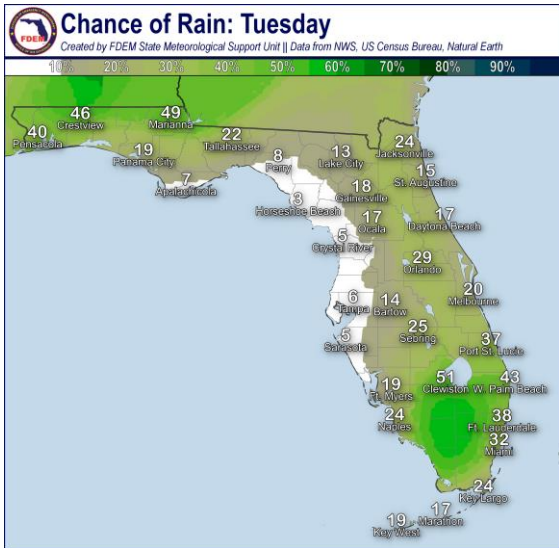 Chance of Rain: Tuesday
FDEM
Created by FDEM State Meteorological Support Unit || Data from NWS, US Census Bureau, Natural Earth
10% 20% 30% 40% 50% 60% 70% 80% 90%
46
Crestview
49
Marianna
40
Pensacola
22
Tallahassee
19
Panama City
7
Apalachicola
8
Perry
13
Lake City
24
Jacksonville
15
St. Augustine
18
Gainesville
3
Horseshoe Beach
17
Ocala
17
Daytona Beach
5
Crystal River
29
Orlando
6
Tampa
14
Bartow
20
Melbourne
5
Sarasota
25
Sebring
37
Port St. Lucie
19
Ft. Myers
51
Clewiston
43
W. Palm Beach
24
Naples
38
Ft. Lauderdale
32
Miami
24
Key Largo
17
Marathon
19
Key West